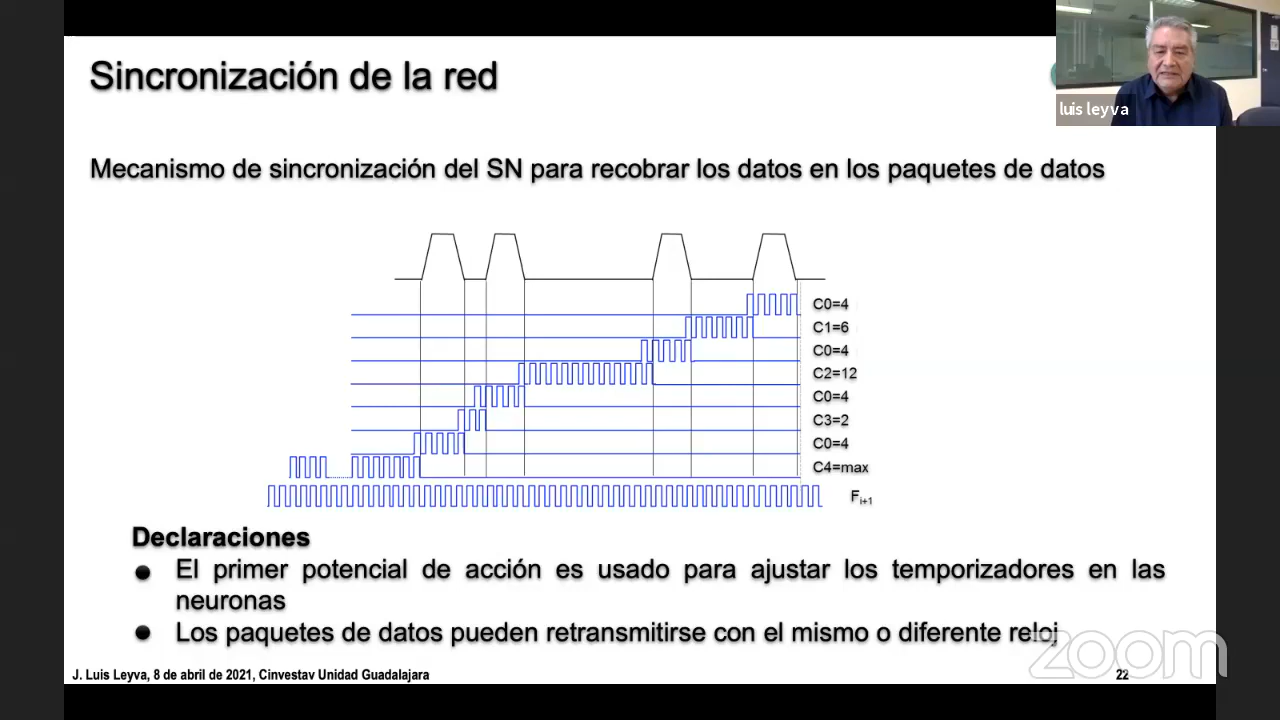 Sincronización de la red
luis leyva
Mecanismo de sincronización del SN para recobrar los datos en los paquetes de datos
C0=4
C1=6
C0=4
C2=12
C0=4
C3=2
C0=4
C4=max
Fi+1
Declaraciones
El primer potencial de acción es usado para ajustar los temporizadores en las
neuronas
Los paquetes de datos pueden retransmitirse con el mismo o diferente reloj
zoom
J. Luis Leyva, 8 de abril de 2021, Cinvestav Unidad Guadalajara
22